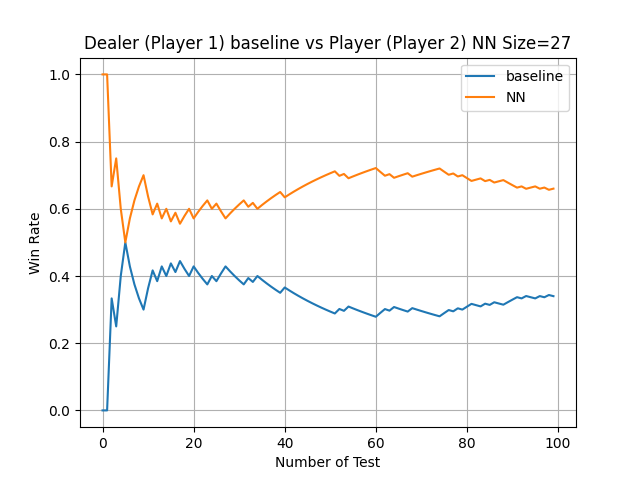 Dealer (Player 1) baseline vs Player (Player 2) NN Size=27
baseline
NN
Win Rate
1.0
0.8
0.6
0.4
0.2
0.0
0 20 40 60 80 100
Number of Test